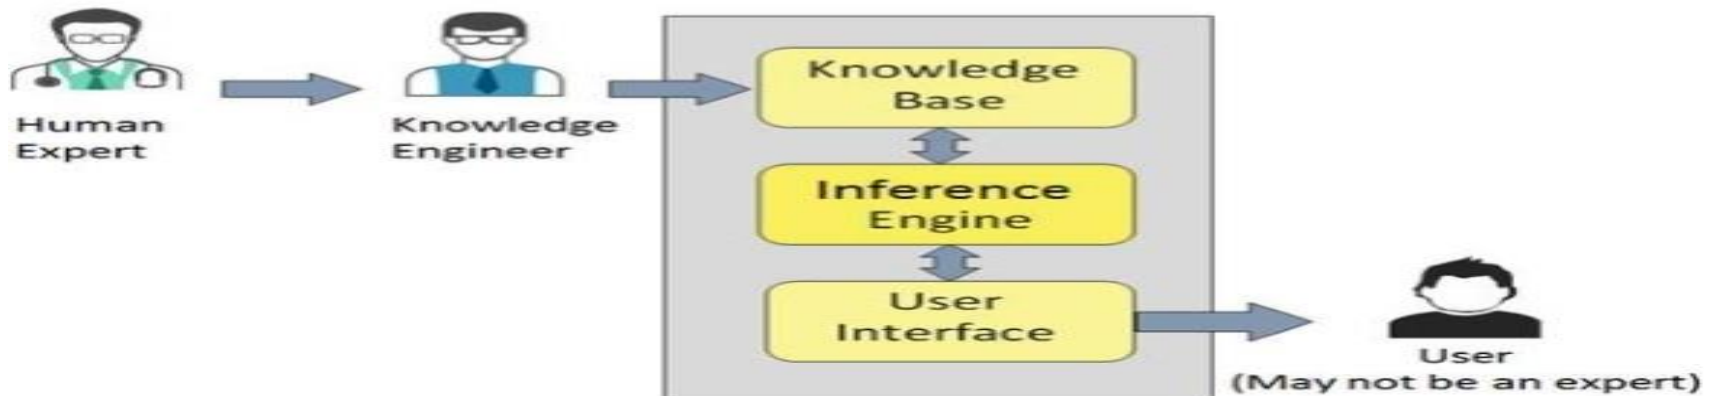 Human
Expert
Knowledge
Engineer
Knowledge
Base
Inference
Engine
User
Interface
User
(May not be an expert)